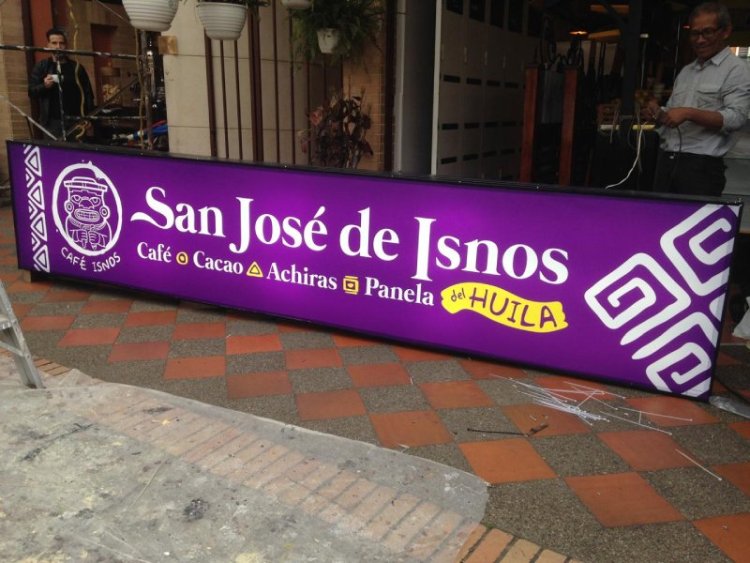 CAFÉ ISNOS
San José de Isnos
Café Cacao Achiras Panela
del HUILA